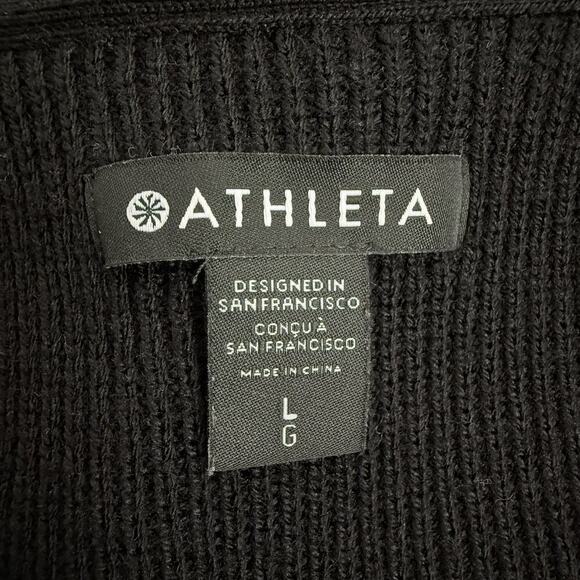 ATHLETA
DESIGNED IN
SAN FRANCISCO
CONÇU À
SAN FRANCISCO
MADE IN CHINA
L
G